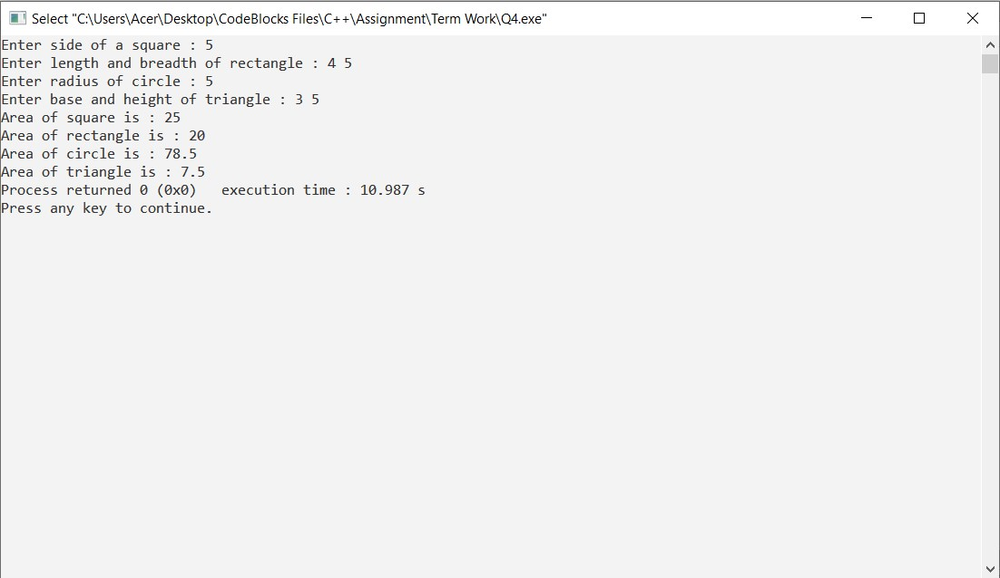 Select "C:\Users\Acer\Desktop\CodeBlocks Files\C++\Assignment\Term Work\Q4.exe"
Enter side of a square : 5
Enter length and breadth of rectangle : 4 5
Enter radius of circle : 5
Enter base and height of triangle : 3 5
Area of square is : 25
Area of rectangle is : 20
Area of circle is : 78.5
Area of triangle is : 7.5
Process returned 0 (0x0)   execution time : 10.987 s
Press any key to continue.